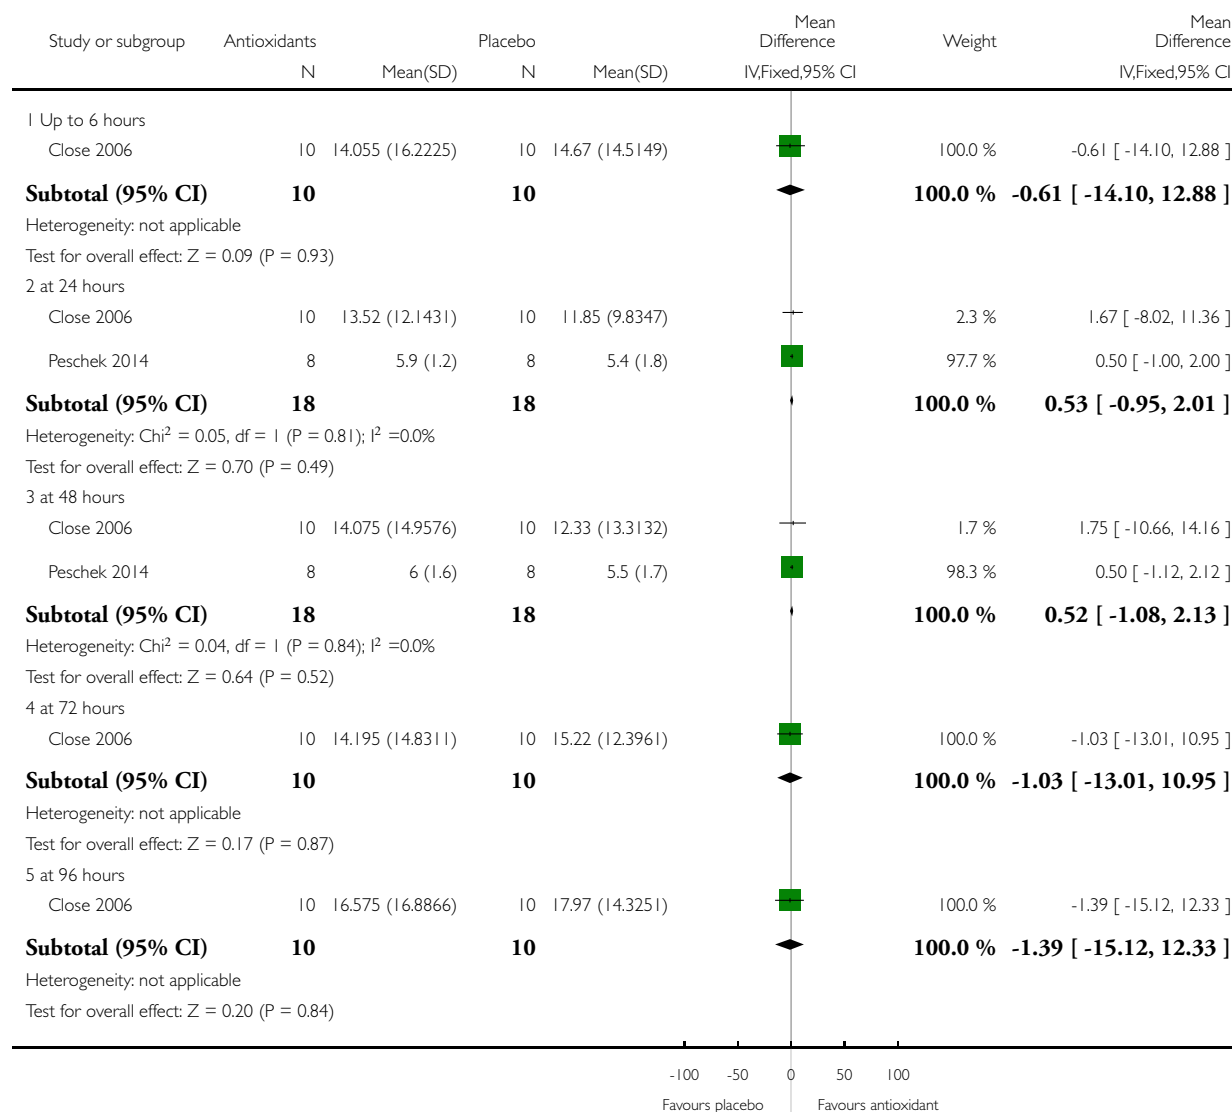 Study or subgroup Antioxidants Placebo Mean Difference Weight Mean Difference
N Mean(SD) N Mean(SD) IV,Fixed,95% CI IV,Fixed,95% CI
1 Up to 6 hours
Close 2006 10 14.055 (16.2225) 10 14.67 (14.5149) 100.0 % -0.61 [ -14.10, 12.88 ]
Subtotal (95% CI) 10 10 100.0 % -0.61 [ -14.10, 12.88 ]
Heterogeneity: not applicable
Test for overall effect: Z = 0.09 (P = 0.93)
2 at 24 hours
Close 2006 10 13.52 (12.1431) 10 11.85 (9.8347) 2.3 % 1.67 [ -8.02, 11.36 ]
Peschek 2014 8 5.9 (1.2) 8 5.4 (1.8) 97.7 % 0.50 [ -1.00, 2.00 ]
Subtotal (95% CI) 18 18 100.0 % 0.53 [ -0.95, 2.01 ]
Heterogeneity: Chi² = 0.05, df = 1 (P = 0.81); I² =0.0%
Test for overall effect: Z = 0.70 (P = 0.49)
3 at 48 hours
Close 2006 10 14.075 (14.9576) 10 12.33 (13.3132) 1.7 % 1.75 [ -10.66, 14.16 ]
Peschek 2014 8 6 (1.6) 8 5.5 (1.7) 98.3 % 0.50 [ -1.12, 2.12 ]
Subtotal (95% CI) 18 18 100.0 % 0.52 [ -1.08, 2.13 ]
Heterogeneity: Chi² = 0.04, df = 1 (P = 0.84); I² =0.0%
Test for overall effect: Z = 0.64 (P = 0.52)
4 at 72 hours
Close 2006 10 14.195 (14.8311) 10 15.22 (12.3961) 100.0 % -1.03 [ -13.01, 10.95 ]
Subtotal (95% CI) 10 10 100.0 % -1.03 [ -13.01, 10.95 ]
Heterogeneity: not applicable
Test for overall effect: Z = 0.17 (P = 0.87)
5 at 96 hours
Close 2006 10 16.575 (16.8866) 10 17.97 (14.3251) 100.0 % -1.39 [ -15.12, 12.33 ]
Subtotal (95% CI) 10 10 100.0 % -1.39 [ -15.12, 12.33 ]
Heterogeneity: not applicable
Test for overall effect: Z = 0.20 (P = 0.84)
-100 -50 0 50 100
Favours placebo Favours antioxidant